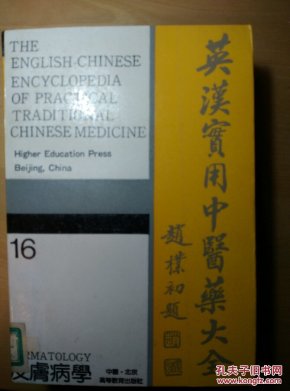 THE
ENGLISH-CHINESE
ENCYCLOPEDIA
OF PRACTICAL
TRADITIONAL
CHINESE MEDICINE
Higher Education Press
Beijing, China
英漢實用中醫藥大全
趙樸初題
16
RMATOLOGY
皮膚病學
中國·北京
高等教育出版社